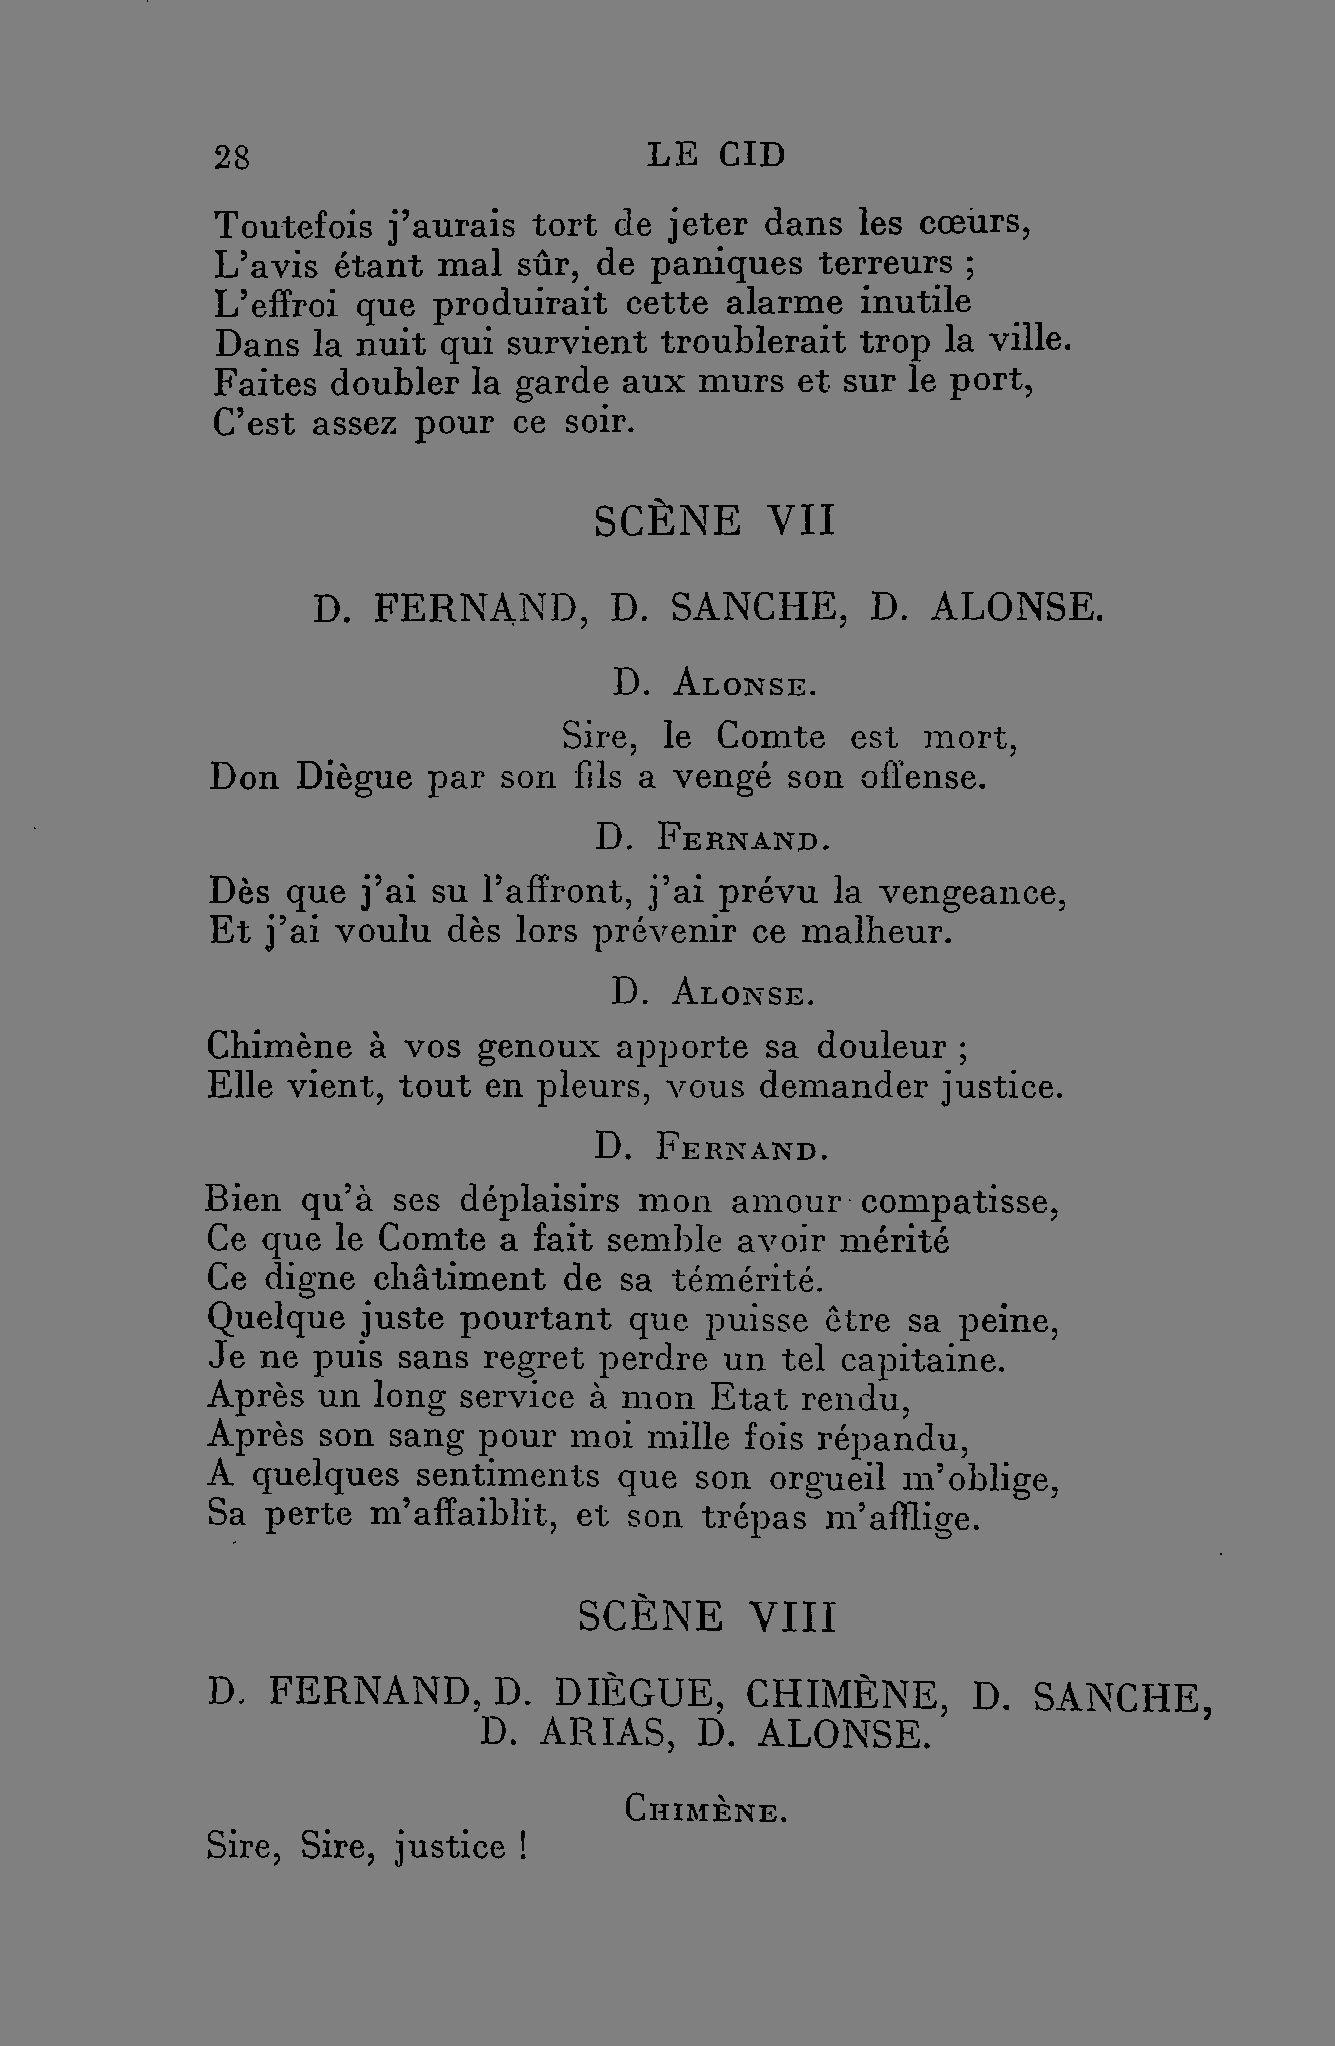 28 LE CID
Toutefois j'aurais tort de jeter dans les cœurs,
L'avis étant mal sûr, de paniques terreurs ;
L'effroi que produirait cette alarme inutile
Dans la nuit qui survient troublerait trop la ville.
Faites doubler la garde aux murs et sur le port,
C'est assez pour ce soir.
SCÈNE VII
D. FERNAND, D. SANCHE, D. ALONSE.
D. ALONSE.
Sire, le Comte est mort,
Don Diègue par son fils a vengé son offense.
D. FERNAND.
Dès que j'ai su l'affront, j'ai prévu la vengeance,
Et j'ai voulu dès lors prévenir ce malheur.
D. ALONSE.
Chimène à vos genoux apporte sa douleur ;
Elle vient, tout en pleurs, vous demander justice.
D. FERNAND.
Bien qu'à ses déplaisirs mon amour compatisse,
Ce que le Comte a fait semble avoir mérité
Ce digne châtiment de sa témérité.
Quelque juste pourtant que puisse être sa peine,
Je ne puis sans regret perdre un tel capitaine.
Après un long service à mon Etat rendu,
Après son sang pour moi mille fois répandu,
A quelques sentiments que son orgueil m'oblige,
Sa perte m'affaiblit, et son trépas m'afflige.
SCÈNE VIII
D. FERNAND, D. DIÈGUE, CHIMÈNE, D. SANCHE,
D. ARIAS, D. ALONSE.
CHIMÈNE.
Sire, Sire, justice !